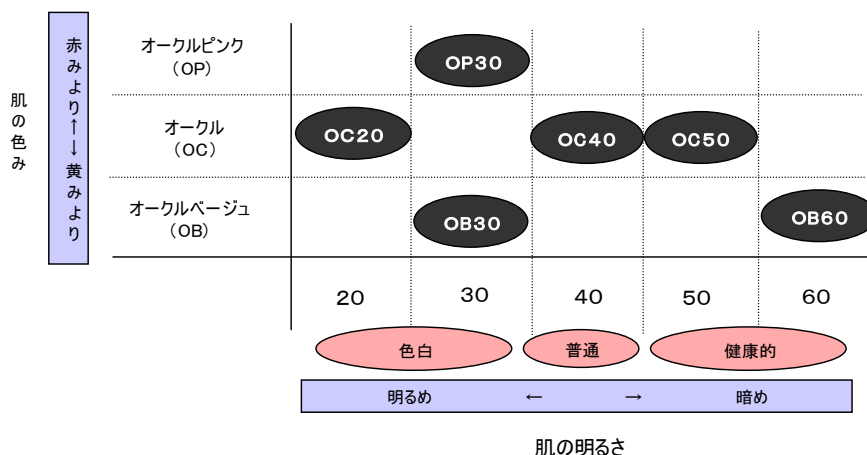 オークルピンク
（OP）
OP30
肌の色み
赤みより↑↓黄みより
オークル
（OC）
OC20
OC40
OC50
オークルベージュ
（OB）
OB30
OB60
20 30 40 50 60
色白 普通 健康的
明るめ ← → 暗め
肌の明るさ